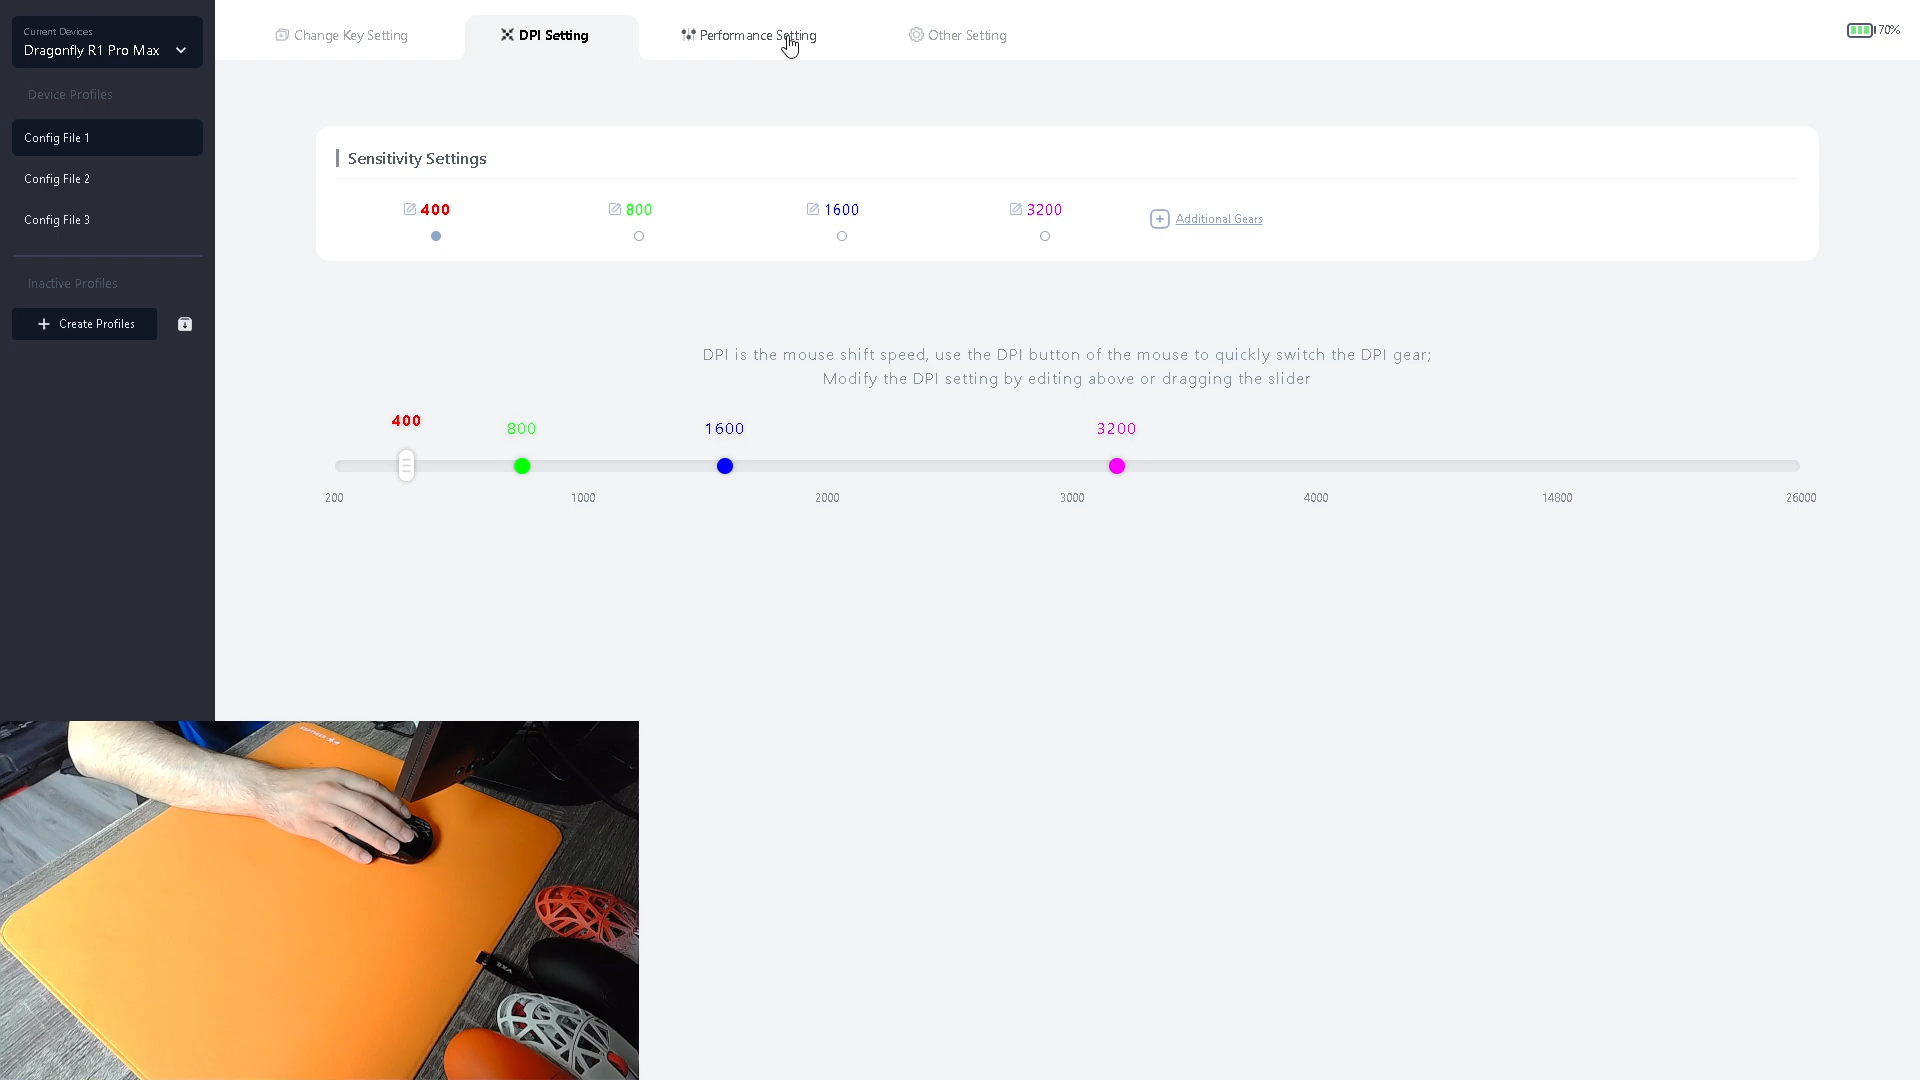 Current Devices
Dragonfly R1 Pro Max
Device Profiles
Config File 1
Config File 2
Config File 3
Inactive Profiles
Create Profiles
Change Key Setting
DPI Setting
Performance Setting
Other Setting
70%
Sensitivity Settings
400
800
1600
3200
Additional Gears
DPI is the mouse shift speed, use the DPI button of the mouse to quickly switch the DPI gear;
Modify the DPI setting by editing above or dragging the slider
400
800
1600
3200
200
1000
2000
3000
4000
14800
26000